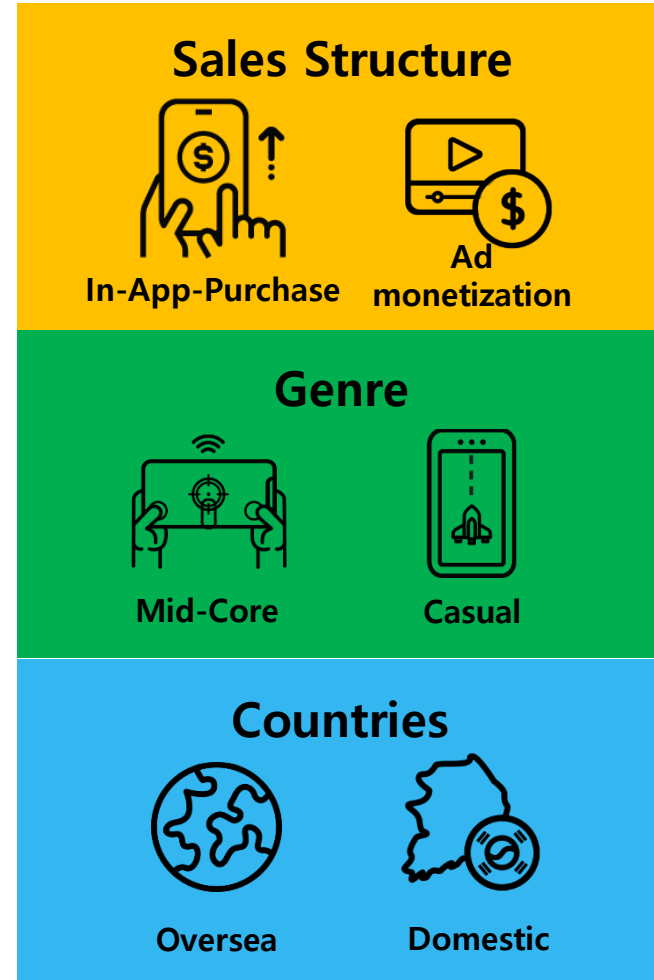 Sales Structure
In-App-Purchase
Ad
monetization
Genre
Mid-Core
Casual
Countries
Oversea
Domestic